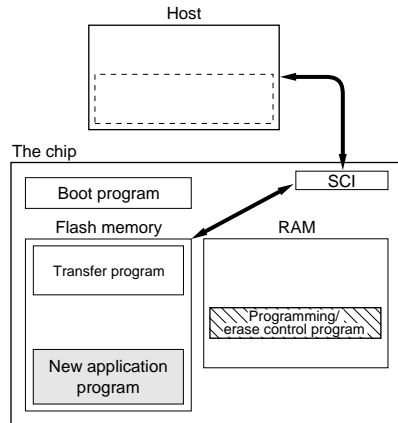 Host
The chip
SCI
Boot program
Flash memory
RAM
Transfer program
Programming/
erase control program
New application
program